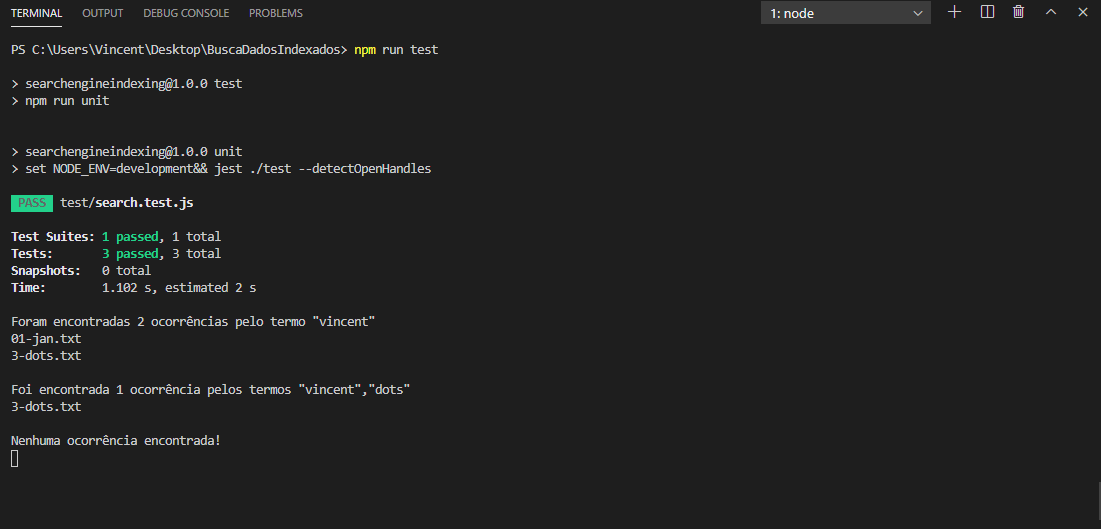 TERMINAL OUTPUT DEBUG CONSOLE PROBLEMS 1: node
PS C:\Users\Vincent\Desktop\BuscaDadosIndexados> npm run test
> searchengineindexing@1.0.0 test
> npm run unit
> searchengineindexing@1.0.0 unit
> set NODE_ENV=development&& jest ./test --detectOpenHandles
PASS test/search.test.js
Test Suites: 1 passed, 1 total
Tests: 3 passed, 3 total
Snapshots: 0 total
Time: 1.102 s, estimated 2 s
Foram encontradas 2 ocorrências pelo termo "vincent"
01-jan.txt
3-dots.txt
Foi encontrada 1 ocorrência pelos termos "vincent","dots"
3-dots.txt
Nenhuma ocorrência encontrada!